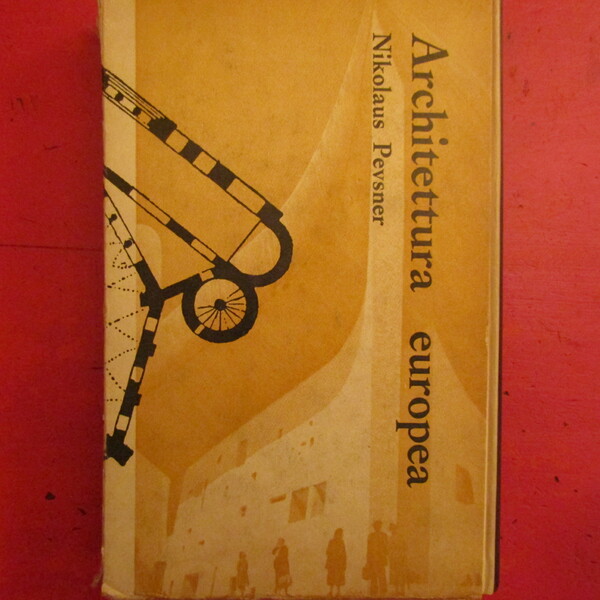 Architettura europea
Nikolaus Pevsner